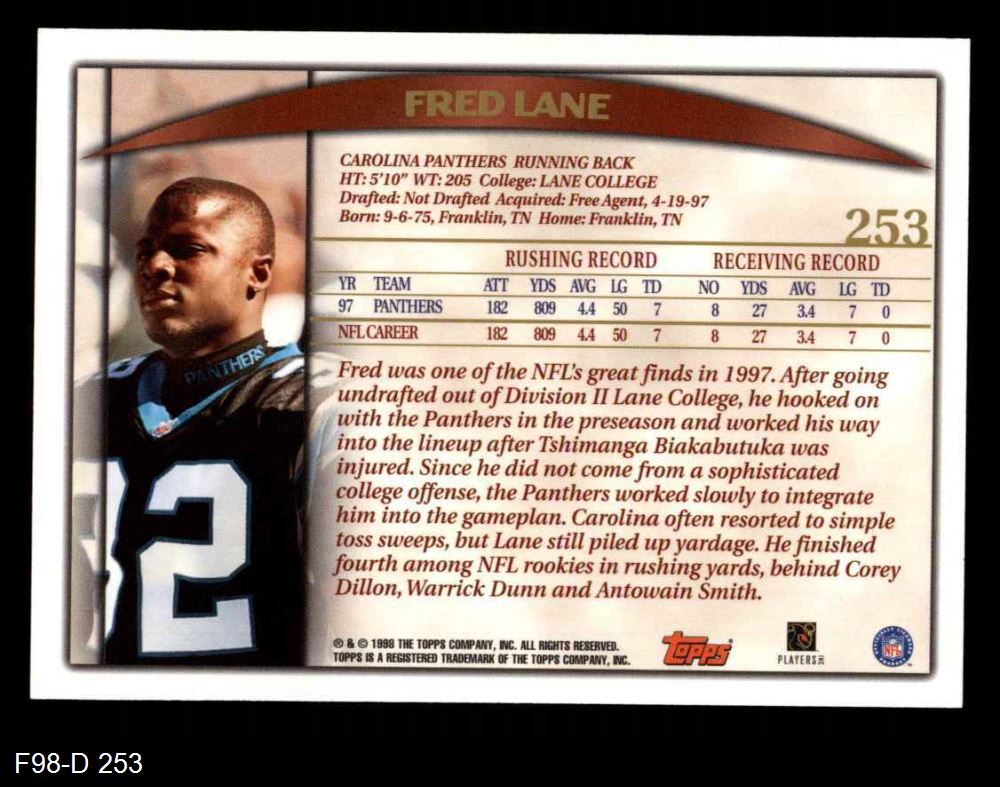 FRED LANE
CAROLINA PANTHERS RUNNING BACK
HT: 5'10" WT: 205 College: LANE COLLEGE
Drafted: Not Drafted Acquired: Free Agent, 4-19-97
Born: 9-6-75, Franklin, TN Home: Franklin, TN
253
RUSHING RECORD RECEIVING RECORD
YR TEAM ATT YDS AVG LG TD NO YDS AVG LG TD
97 PANTHERS 182 809 4.4 50 7 8 27 3.4 7 0
NFL CAREER 182 809 4.4 50 7 8 27 3.4 7 0
Fred was one of the NFL's great finds in 1997. After going
undrafted out of Division II Lane College, he hooked on
with the Panthers in the preseason and worked his way
into the lineup after Tshimanga Biakabutuka was
injured. Since he did not come from a sophisticated
college offense, the Panthers worked slowly to integrate
him into the gameplan. Carolina often resorted to simple
toss sweeps, but Lane still piled up yardage. He finished
fourth among NFL rookies in rushing yards, behind Corey
Dillon, Warrick Dunn and Antowain Smith.
PANTHERS
32
® & © 1998 THE TOPPS COMPANY, INC. ALL RIGHTS RESERVED.
TOPPS IS A REGISTERED TRADEMARK OF THE TOPPS COMPANY, INC.
Topps
PLAYERS
NFL
F98-D 253